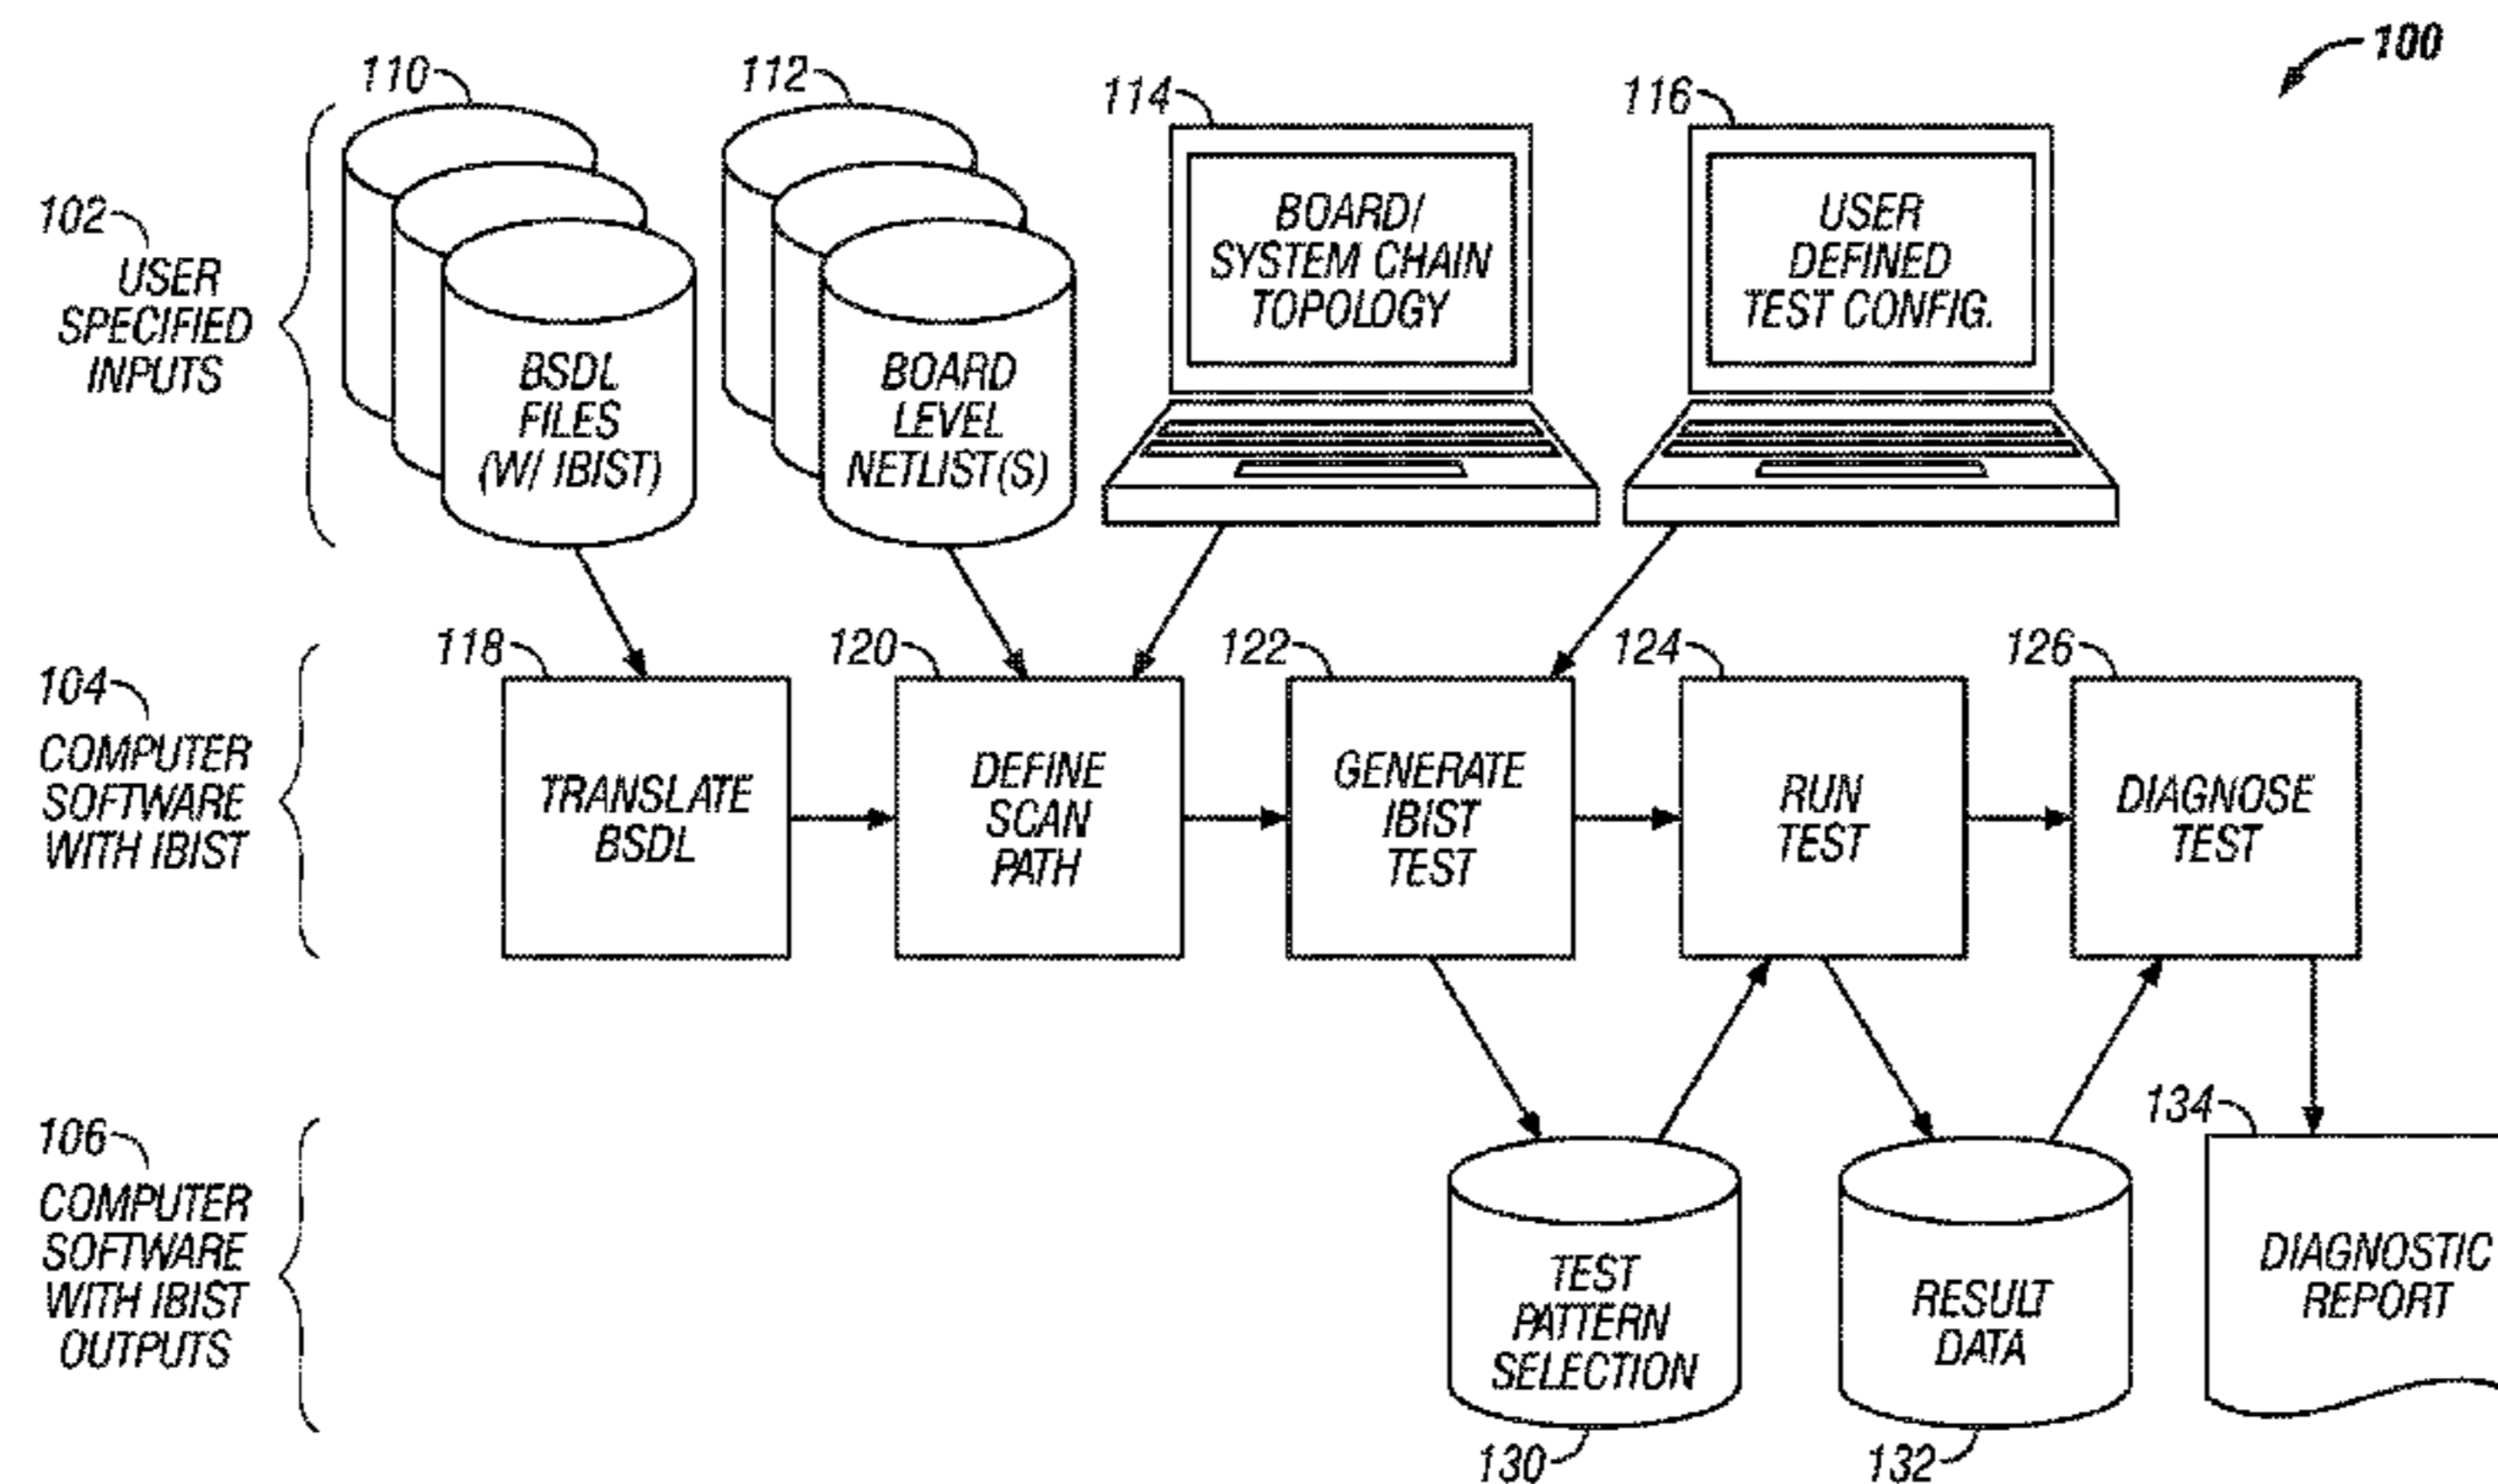 100
110
112
114
116
102
USER
SPECIFIED
INPUTS
BSDL
FILES
(W/ IBIST)
BOARD
LEVEL
NETLIST(S)
BOARD/
SYSTEM CHAIN
TOPOLOGY
USER
DEFINED
TEST CONFIG.
118
120
122
124
126
104
COMPUTER
SOFTWARE
WITH IBIST
TRANSLATE
BSDL
DEFINE
SCAN
PATH
GENERATE
IBIST
TEST
RUN
TEST
DIAGNOSE
TEST
106
COMPUTER
SOFTWARE
WITH IBIST
OUTPUTS
134
TEST
PATTERN
SELECTION
RESULT
DATA
DIAGNOSTIC
REPORT
130
132